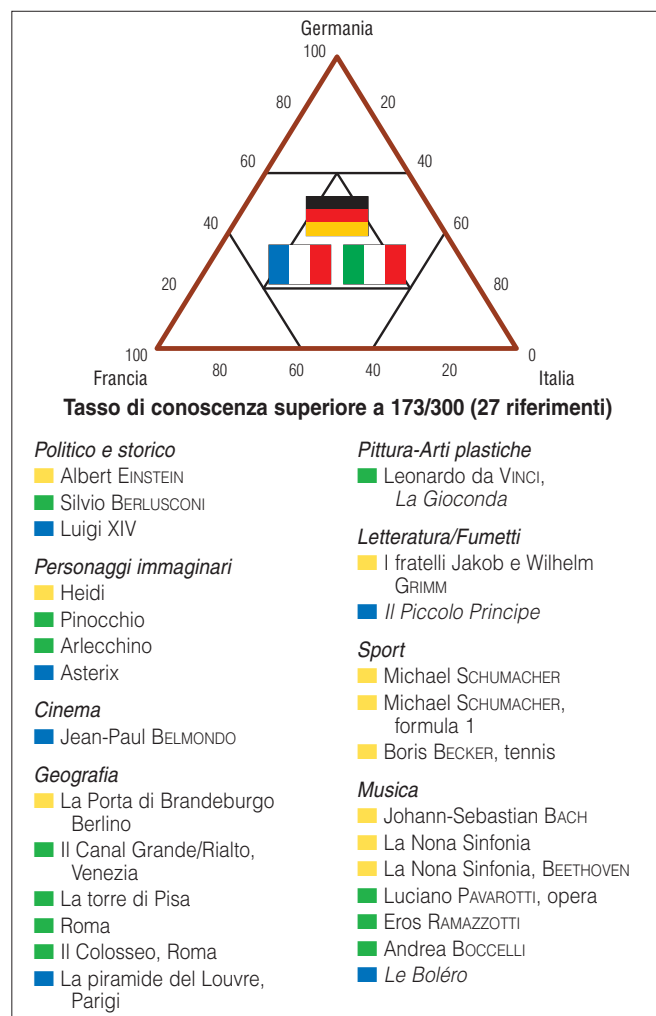 Germania
100
80
20
60
40
40
60
20
80
100
0
80
60
40
20
Francia
Italia
Tasso di conoscenza superiore a 173/300 (27 riferimenti)
Politico e storico
Albert EINSTEIN
Silvio BERLUSCONI
Luigi XIV
Personaggi immaginari
Heidi
Pinocchio
Arlecchino
Asterix
Cinema
Jean-Paul BELMONDO
Geografia
La Porta di Brandeburgo
Berlino
Il Canal Grande/Rialto,
Venezia
La torre di Pisa
Roma
Il Colosseo, Roma
La piramide del Louvre,
Parigi
Pittura-Arti plastiche
Leonardo da VINCI,
La Gioconda
Letteratura/Fumetti
I fratelli Jakob e Wilhelm
GRIMM
Il Piccolo Principe
Sport
Michael SCHUMACHER
Michael SCHUMACHER,
formula 1
Boris BECKER, tennis
Musica
Johann-Sebastian BACH
La Nona Sinfonia
La Nona Sinfonia, BEETHOVEN
Luciano PAVAROTTI, opera
Eros RAMAZZOTTI
Andrea BOCCELLI
Le Boléro